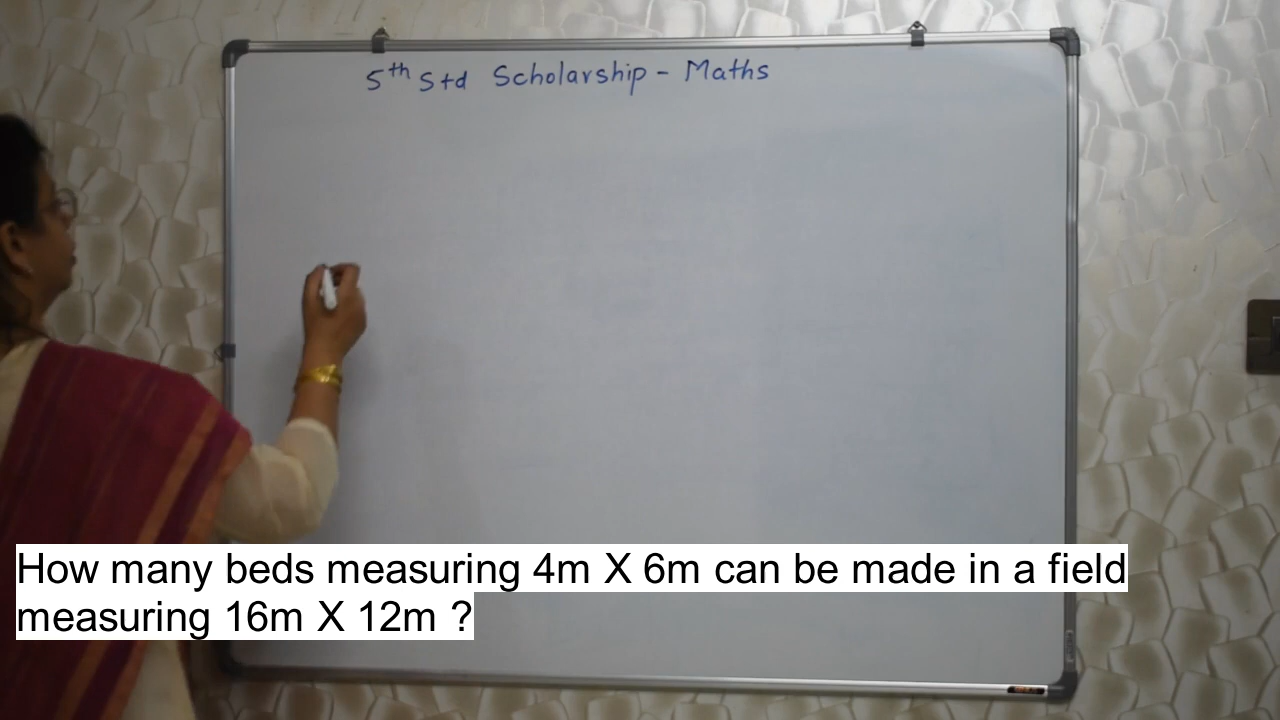 5th Std Scholarship - Maths
How many beds measuring 4m X 6m can be made in a field
measuring 16m X 12m ?